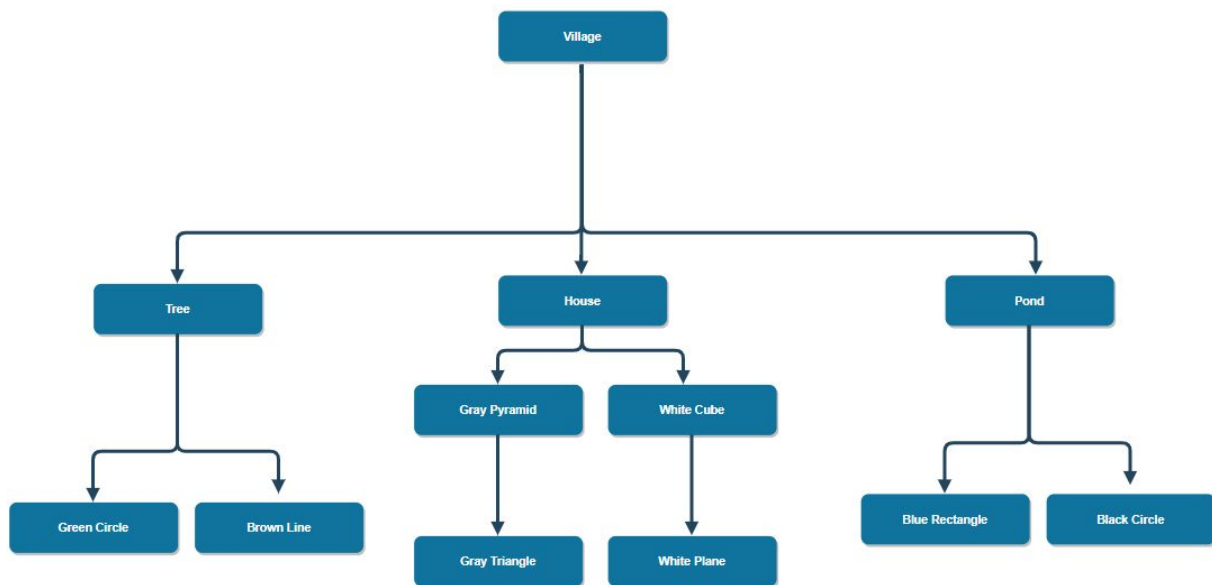 Village
Tree
House
Pond
Gray Pyramid
White Cube
Green Circle
Brown Line
Gray Triangle
White Plane
Blue Rectangle
Black Circle